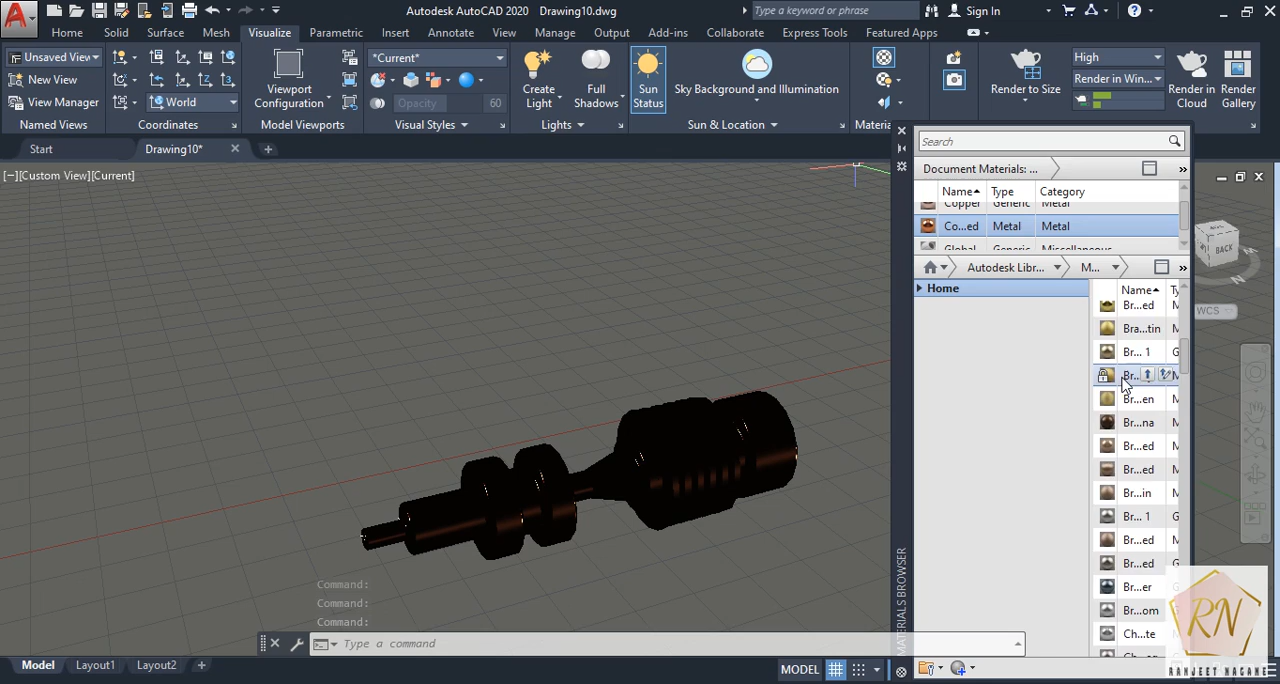 Autodesk AutoCAD 2020 Drawing10.dwg
Type a keyword or phrase
Sign In
Home Solid Surface Mesh Visualize Parametric Insert Annotate View Manage Output Add-ins Collaborate Express Tools Featured Apps
Unsaved View
New View
View Manager
Named Views
World
Coordinates
Viewport
Configuration
Model Viewports
*Current*
Opacity 60
Visual Styles
Create
Light
Full
Shadows
Lights
Sun
Status
Sky Background and Illumination
Sun & Location
Materia
Render to Size
High
Render in Win...
Render in
Cloud
Render
Gallery
Start Drawing10*
[−][Custom View][Current]
Search
Document Materials: ...
Name Type Category
Copper Generic Metal
Co...ed Metal Metal
Global Generic Miscellaneous
Autodesk Libr... M...
Home
Name Ty
Br...ed M
Bra...tin M
Br... 1 G
Br... M
Br...en M
Br...na M
Br...ed M
Br...ed M
Br...in M
Br... 1 G
Br...ed M
Br...ed G
Br...er
Br...om
Ch...te
MATERIALS BROWSER
BACK
WCS
N
Command:
Command:
Command:
Type a command
Model Layout1 Layout2
MODEL
RN
RANJEET NAGANE